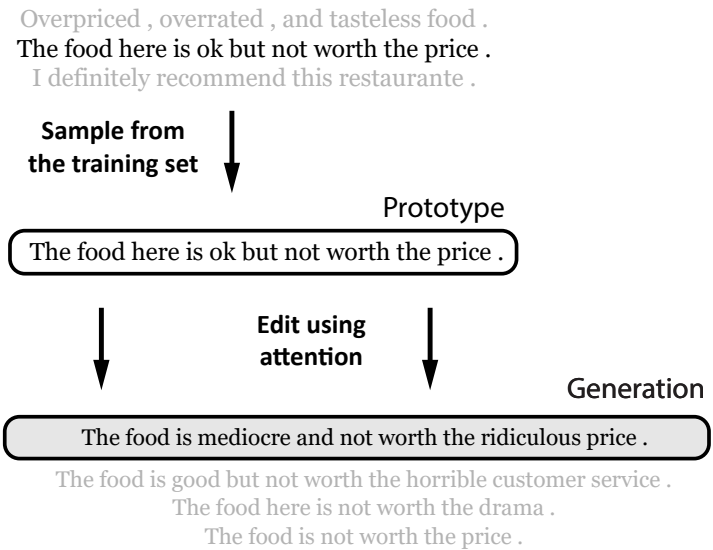 Overpriced , overrated , and tasteless food .
The food here is ok but not worth the price .
I definitely recommend this restaurante .
Sample from
the training set
Prototype
The food here is ok but not worth the price .
Edit using
attention
Generation
The food is mediocre and not worth the ridiculous price .
The food is good but not worth the horrible customer service .
The food here is not worth the drama .
The food is not worth the price .